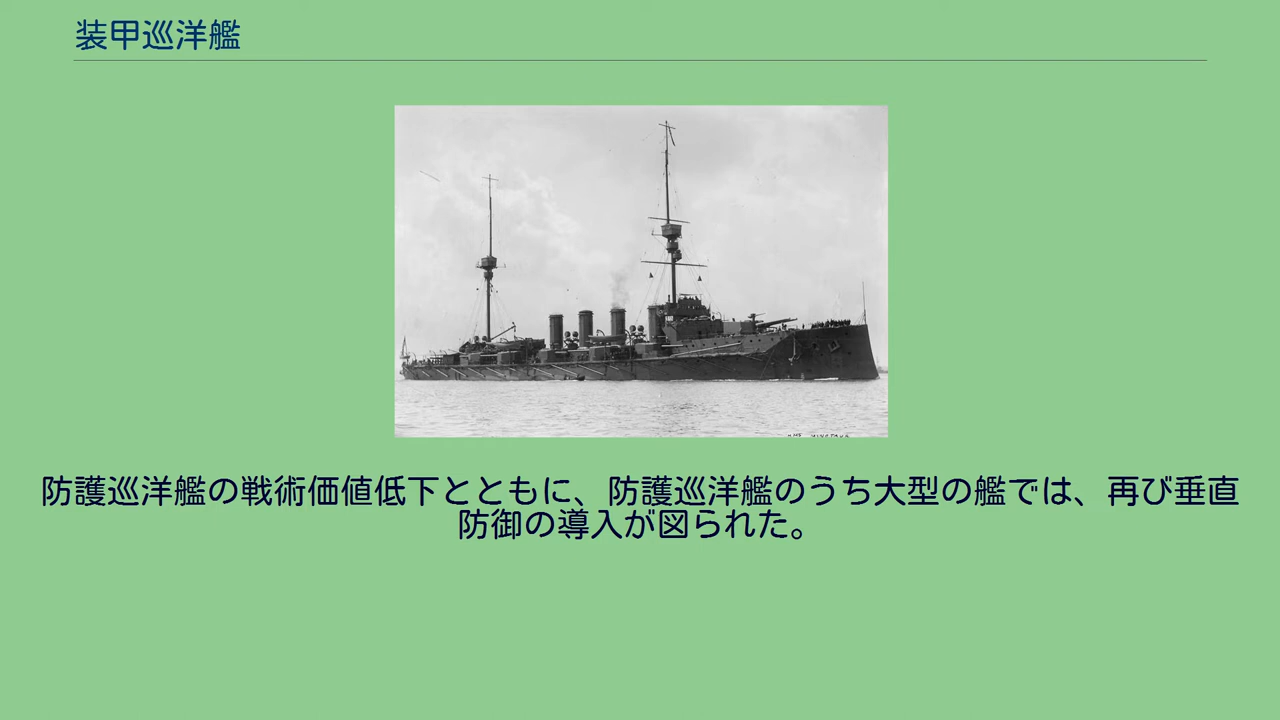 装甲巡洋艦
防護巡洋艦の戦術価値低下とともに、防護巡洋艦のうち大型の艦では、再び垂直
防御の導入が図られた。